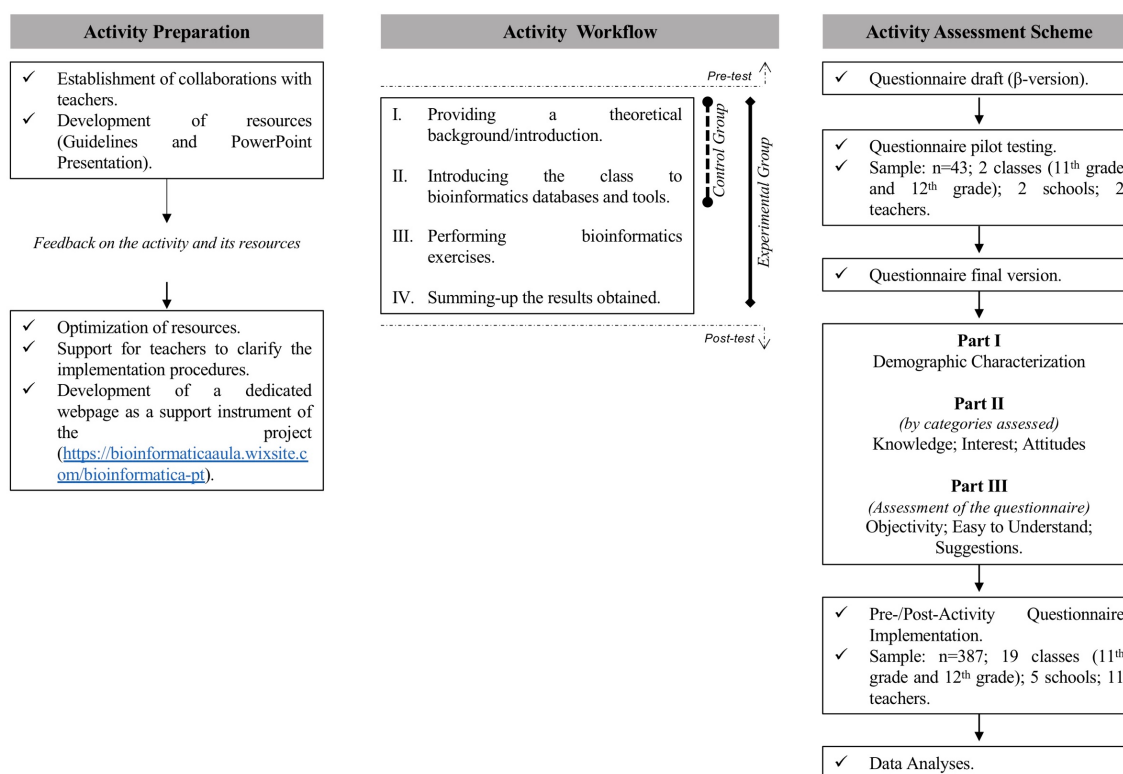 Activity Preparation
✓ Establishment of collaborations with
teachers.
✓ Development of resources
(Guidelines and PowerPoint
Presentation).
Feedback on the activity and its resources
✓ Optimization of resources.
✓ Support for teachers to clarify the
implementation procedures.
✓ Development of a dedicated
webpage as a support instrument of
the project
(https://bioinformaticaaula.wixsite.c
om/bioinformatica-pt).
Activity Workflow
Pre-test
I. Providing a theoretical
background/introduction.
II. Introducing the class to
bioinformatics databases and tools.
III. Performing bioinformatics
exercises.
IV. Summing-up the results obtained.
Control Group
Experimental Group
Post-test
Activity Assessment Scheme
✓ Questionnaire draft (β-version).
✓ Questionnaire pilot testing.
✓ Sample: n=43; 2 classes (11th grade
and 12th grade); 2 schools; 2
teachers.
✓ Questionnaire final version.
Part I
Demographic Characterization
Part II
(by categories assessed)
Knowledge; Interest; Attitudes
Part III
(Assessment of the questionnaire)
Objectivity; Easy to Understand;
Suggestions.
✓ Pre-/Post-Activity Questionnaire
Implementation.
✓ Sample: n=387; 19 classes (11th
grade and 12th grade); 5 schools; 11
teachers.
✓ Data Analyses.